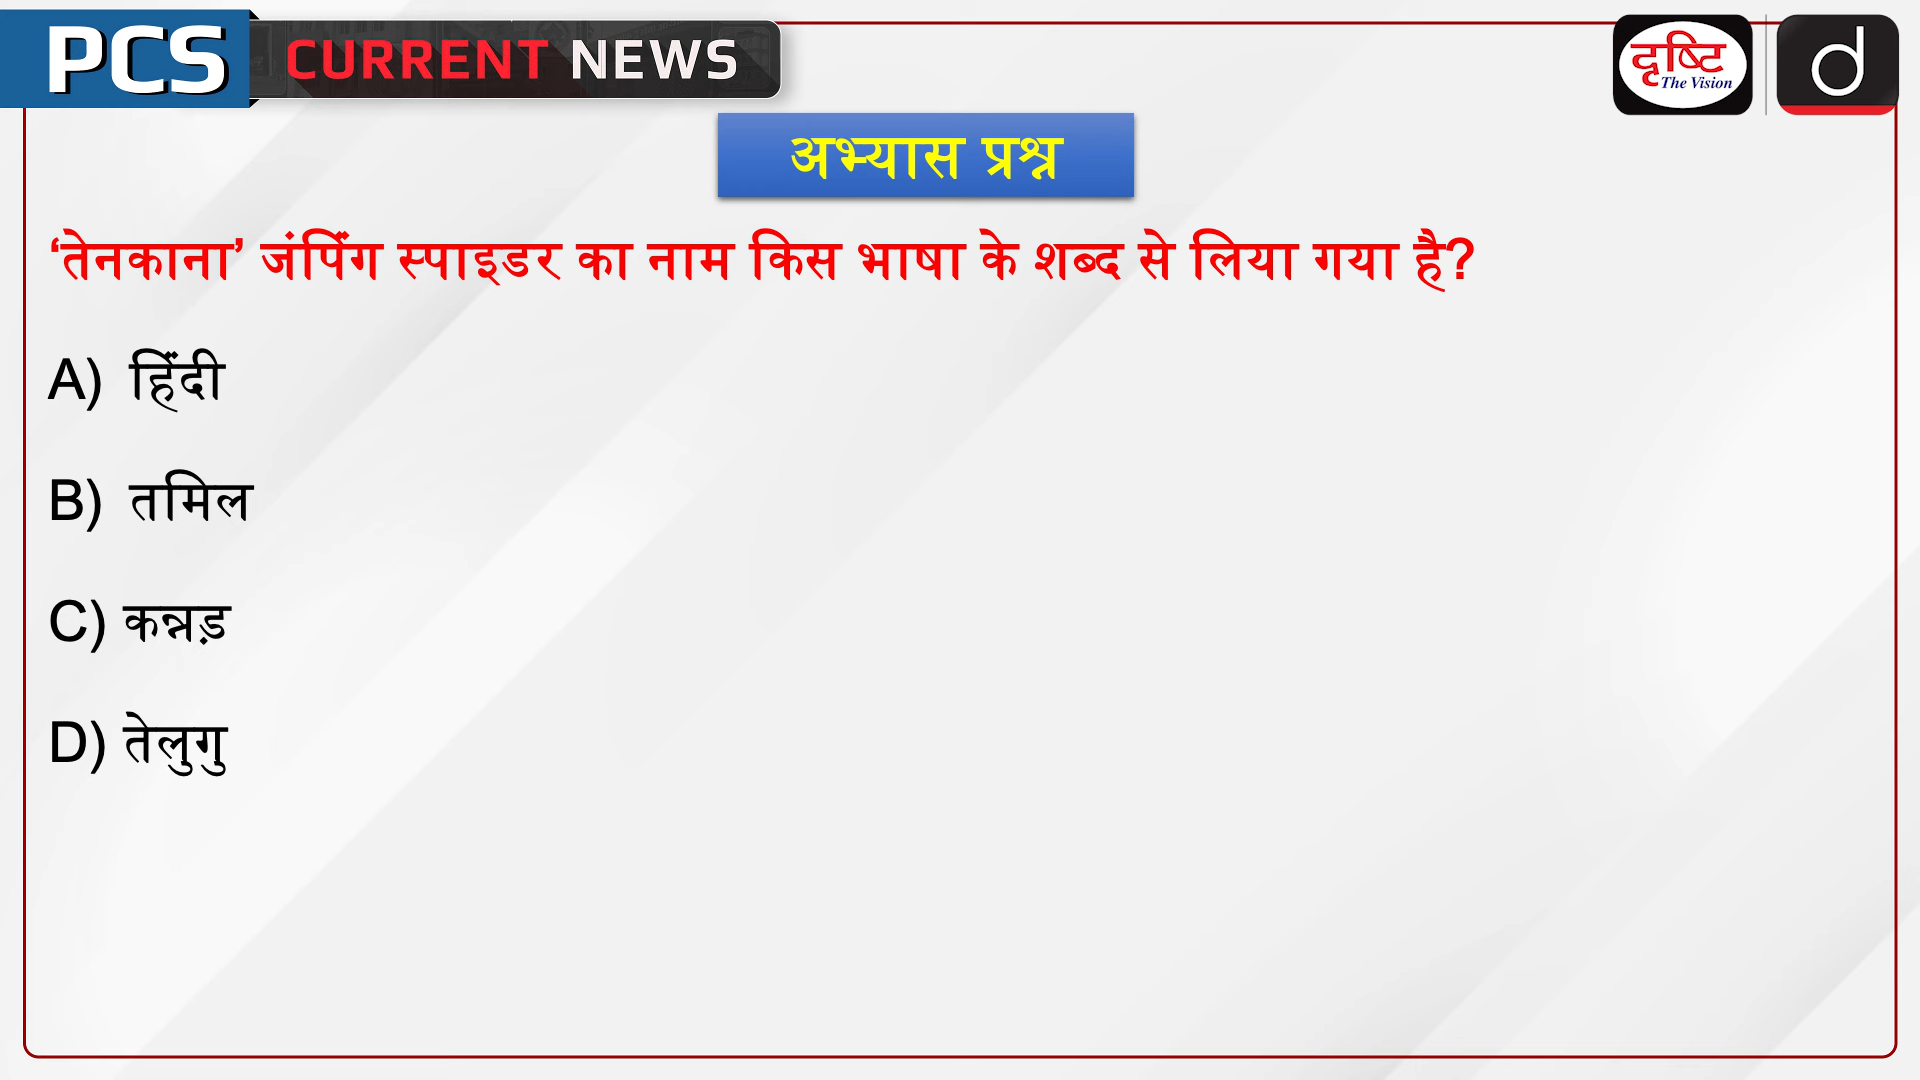 PCS CURRENT NEWS
दृष्टि
The Vision
d
अभ्यास प्रश्न
‘तेनकाना’ जंपिंग स्पाइडर का नाम किस भाषा के शब्द से लिया गया है?
A) हिंदी
B) तमिल
C) कन्नड़
D) तेलुगु